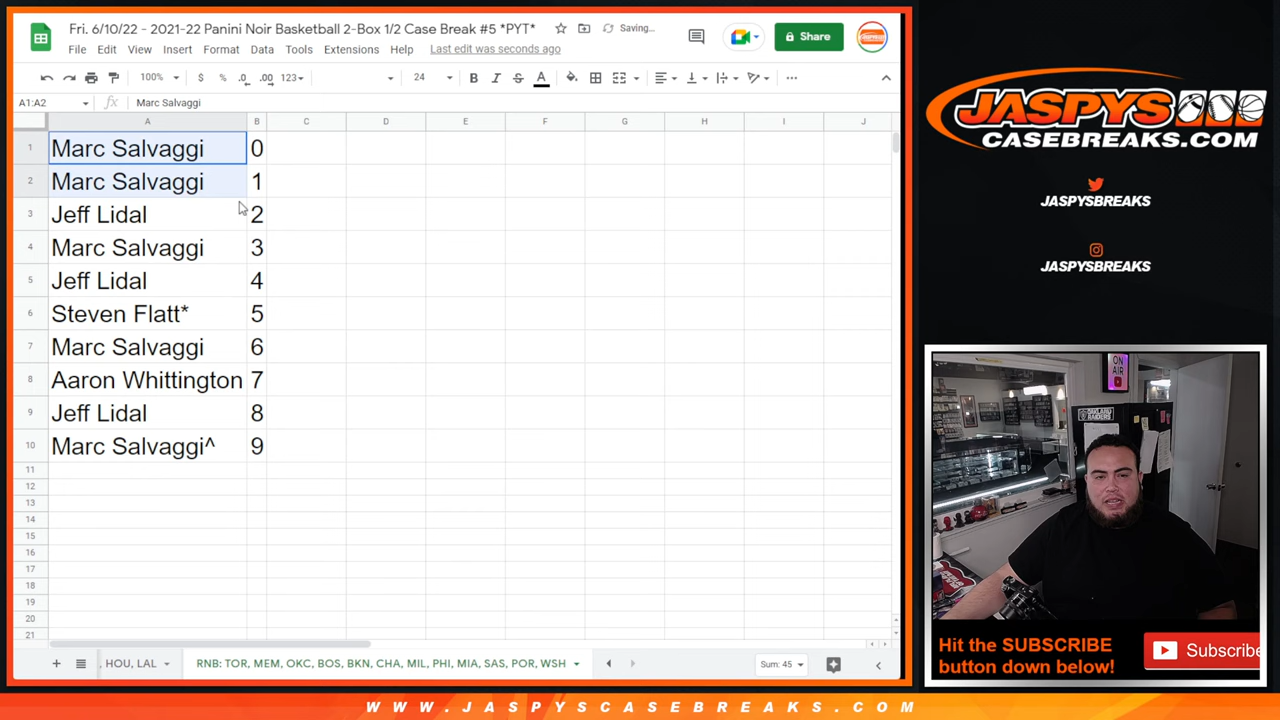 Fri. 6/10/22 - 2021-22 Panini Noir Basketball 2-Box 1/2 Case Break #5 *PYT*
Saving...
File Edit View Insert Format Data Tools Extensions Help Last edit was seconds ago
Share
100% $ % .0 .00 123 24 B I S A
A1:A2 fx Marc Salvaggi
A B C D E F G H I J
1 Marc Salvaggi 0
2 Marc Salvaggi 1
3 Jeff Lidal 2
4 Marc Salvaggi 3
5 Jeff Lidal 4
6 Steven Flatt* 5
7 Marc Salvaggi 6
8 Aaron Whittington 7
9 Jeff Lidal 8
10 Marc Salvaggi^ 9
11
12
13
14
15
16
17
18
19
20
21
, HOU, LAL RNB: TOR, MEM, OKC, BOS, BKN, CHA, MIL, PHI, MIA, SAS, POR, WSH Sum: 45
JASPYS
CASEBREAKS.COM
JASPYSBREAKS
JASPYSBREAKS
ON
AIR
Hit the SUBSCRIBE
button down below!
Subscribe
WWW.JASPYSCASEBREAKS.COM